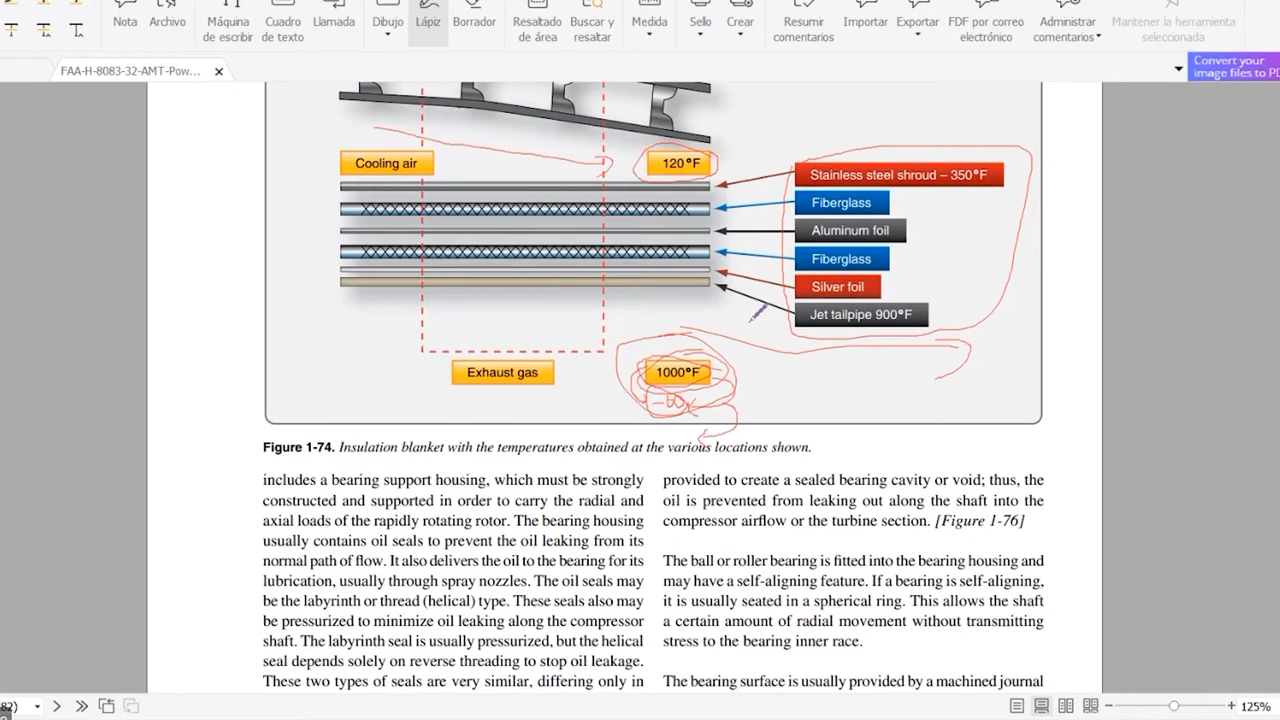 Nota
Archivo
Máquina
de escribir
Cuadro
de texto
Llamada
Dibujo
Lápiz
Borrador
Resaltado
de área
Buscar y
resaltar
Medida
Sello
Crear
Resumir
comentarios
Importar
Exportar
FDF por correo
electrónico
Administrar
comentarios
Mantener la herramienta
seleccionada
FAA-H-8083-32-AMT-Pow...
Convert your
image files to PD
Cooling air
120°F
Stainless steel shroud – 350°F
Fiberglass
Aluminum foil
Fiberglass
Silver foil
Jet tailpipe 900°F
Exhaust gas
1000°F
Figure 1-74. Insulation blanket with the temperatures obtained at the various locations shown.
includes a bearing support housing, which must be strongly
constructed and supported in order to carry the radial and
axial loads of the rapidly rotating rotor. The bearing housing
usually contains oil seals to prevent the oil leaking from its
normal path of flow. It also delivers the oil to the bearing for its
lubrication, usually through spray nozzles. The oil seals may
be the labyrinth or thread (helical) type. These seals also may
be pressurized to minimize oil leaking along the compressor
shaft. The labyrinth seal is usually pressurized, but the helical
seal depends solely on reverse threading to stop oil leakage.
These two types of seals are very similar, differing only in
provided to create a sealed bearing cavity or void; thus, the
oil is prevented from leaking out along the shaft into the
compressor airflow or the turbine section. [Figure 1-76]
The ball or roller bearing is fitted into the bearing housing and
may have a self-aligning feature. If a bearing is self-aligning,
it is usually seated in a spherical ring. This allows the shaft
a certain amount of radial movement without transmitting
stress to the bearing inner race.
The bearing surface is usually provided by a machined journal
82)
125%